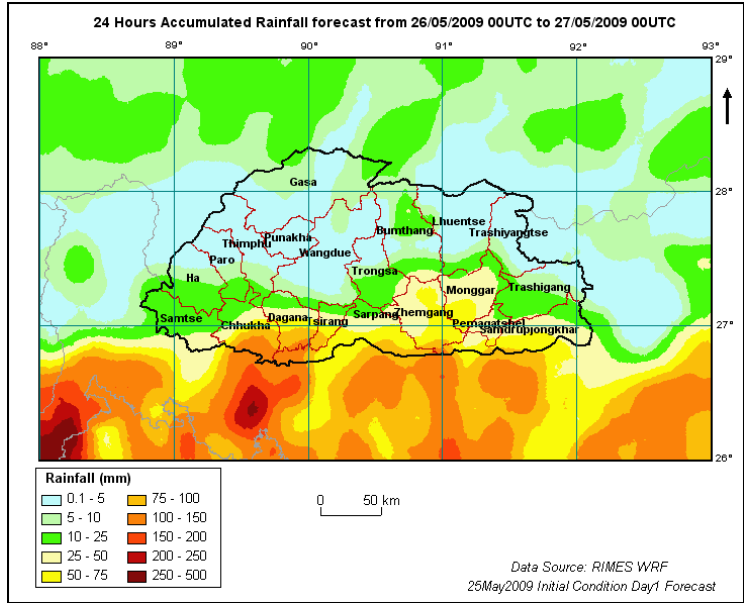 24 Hours Accumulated Rainfall forecast from 26/05/2009 00UTC to 27/05/2009 00UTC
88° 89° 90° 91° 92° 93°
29°
28°
27°
26°
Gasa
Lhuentse
Punakha
Bumthang
Trashiyangtse
Thimphu
Wangdue
Paro
Trongsa
Ha
Monggar
Trashigang
Samtse
Chhukha
Dagana
Tsirang
Sarpang
Zhemgang
Pemagatshel
Samdrupjongkhar
Rainfall (mm)
0.1 - 5
5 - 10
10 - 25
25 - 50
50 - 75
75 - 100
100 - 150
150 - 200
200 - 250
250 - 500
0 50 km
Data Source: RIMES WRF
25May2009 Initial Condition Day1 Forecast